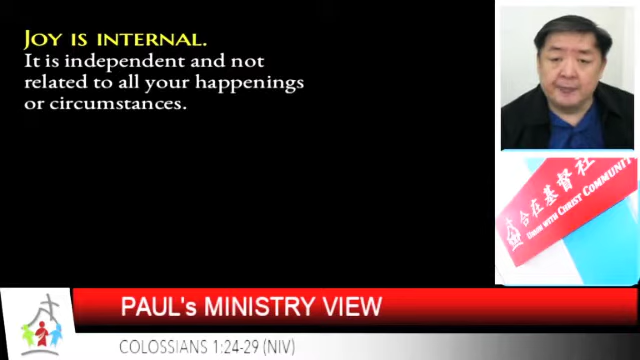 JOY IS INTERNAL.
It is independent and not
related to all your happenings
or circumstances.
合在基督社
UNION WITH CHRIST COMMUNI
PAUL's MINISTRY VIEW
COLOSSIANS 1:24-29 (NIV)